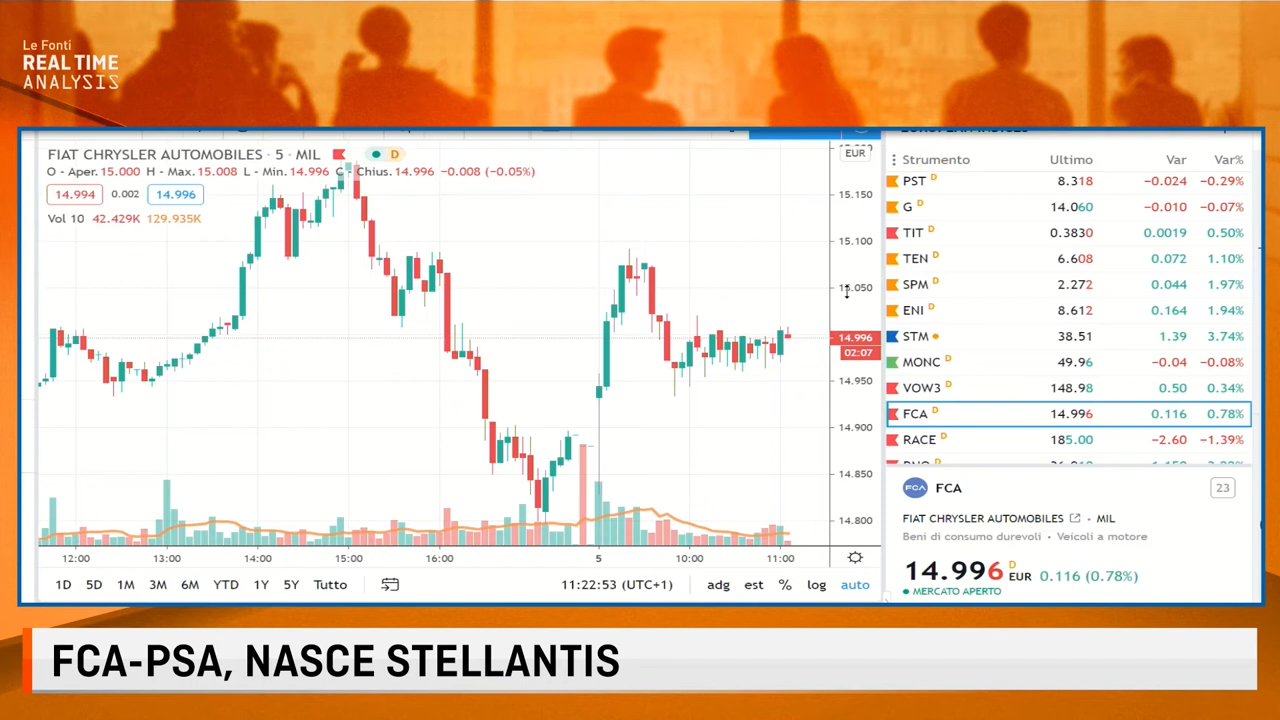 Le Fonti
REAL TIME
ANALYSIS
FIAT CHRYSLER AUTOMOBILES · 5 · MIL
D
O - Aper. 15.000 H - Max. 15.008 L - Min. 14.996 C - Chius. 14.996 −0.008 (−0.05%)
14.994 0.002 14.996
Vol 10 42.429K 129.935K
EUR
15.150
15.100
15.050
14.996
02:07
14.950
14.900
14.850
14.800
12:00 13:00 14:00 15:00 16:00 5 10:00 11:00
1D 5D 1M 3M 6M YTD 1Y 5Y Tutto 11:22:53 (UTC+1) adg est % log auto
Strumento Ultimo Var Var%
PST D 8.318 −0.024 −0.29%
G D 14.060 −0.010 −0.07%
TIT D 0.3830 0.0019 0.50%
TEN D 6.608 0.072 1.10%
SPM D 2.272 0.044 1.97%
ENI D 8.612 0.164 1.94%
STM 38.51 1.39 3.74%
MONC D 49.96 −0.04 −0.08%
VOW3 D 148.98 0.50 0.34%
FCA D 14.996 0.116 0.78%
RACE D 185.00 −2.60 −1.39%
FCA FCA 23
FIAT CHRYSLER AUTOMOBILES · MIL
Beni di consumo durevoli • Veicoli a motore
14.996 D EUR 0.116 (0.78%)
MERCATO APERTO
FCA-PSA, NASCE STELLANTIS